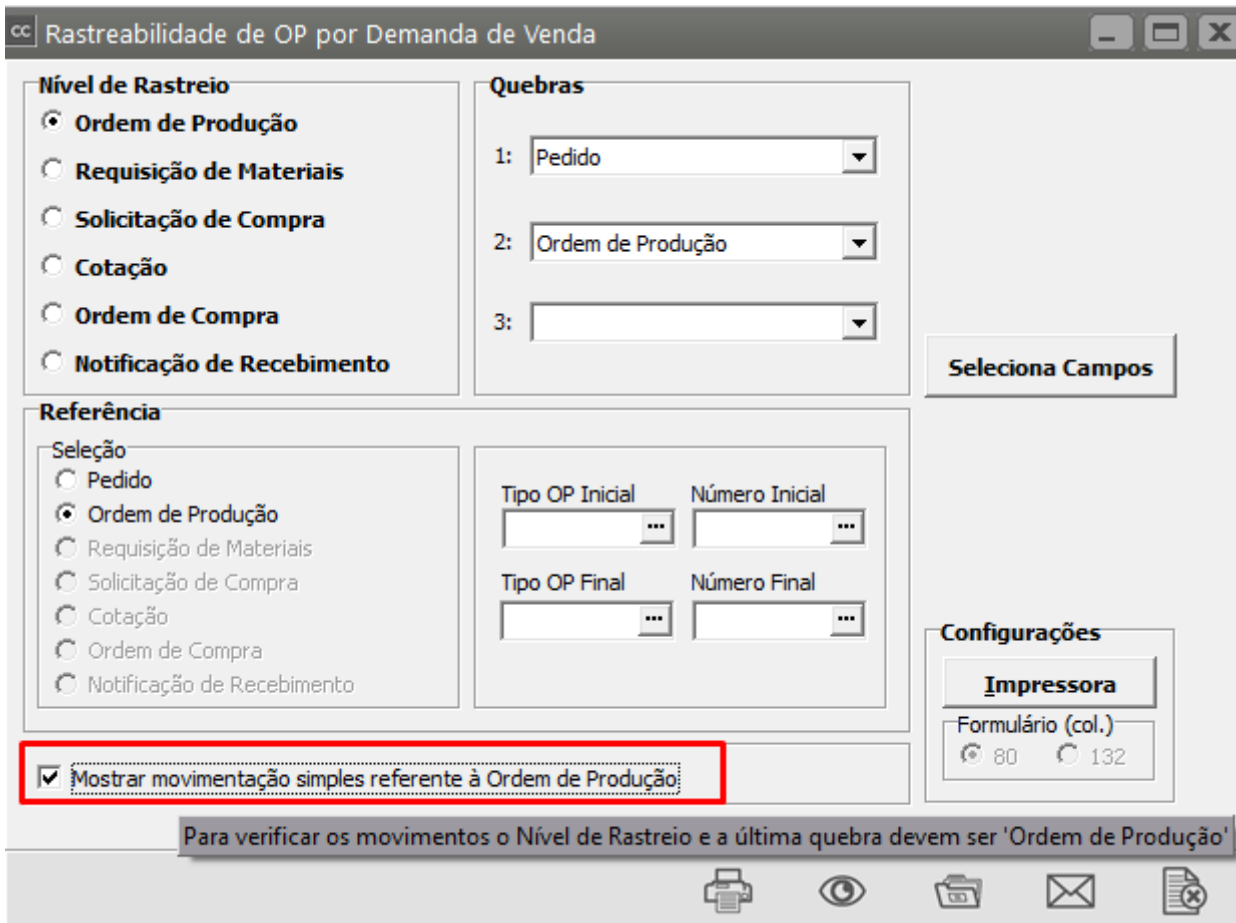 cc Rastreabilidade de OP por Demanda de Venda
Nível de Rastreio
Ordem de Produção
Requisição de Materiais
Solicitação de Compra
Cotação
Ordem de Compra
Notificação de Recebimento
Quebras
1: Pedido
2: Ordem de Produção
3:
Seleciona Campos
Referência
Seleção
Pedido
Ordem de Produção
Requisição de Materiais
Solicitação de Compra
Cotação
Ordem de Compra
Notificação de Recebimento
Tipo OP Inicial Número Inicial
... ...
Tipo OP Final Número Final
... ...
Configurações
Impressora
Formulário (col.)
80 132
Mostrar movimentação simples referente à Ordem de Produção
Para verificar os movimentos o Nível de Rastreio e a última quebra devem ser 'Ordem de Produção'